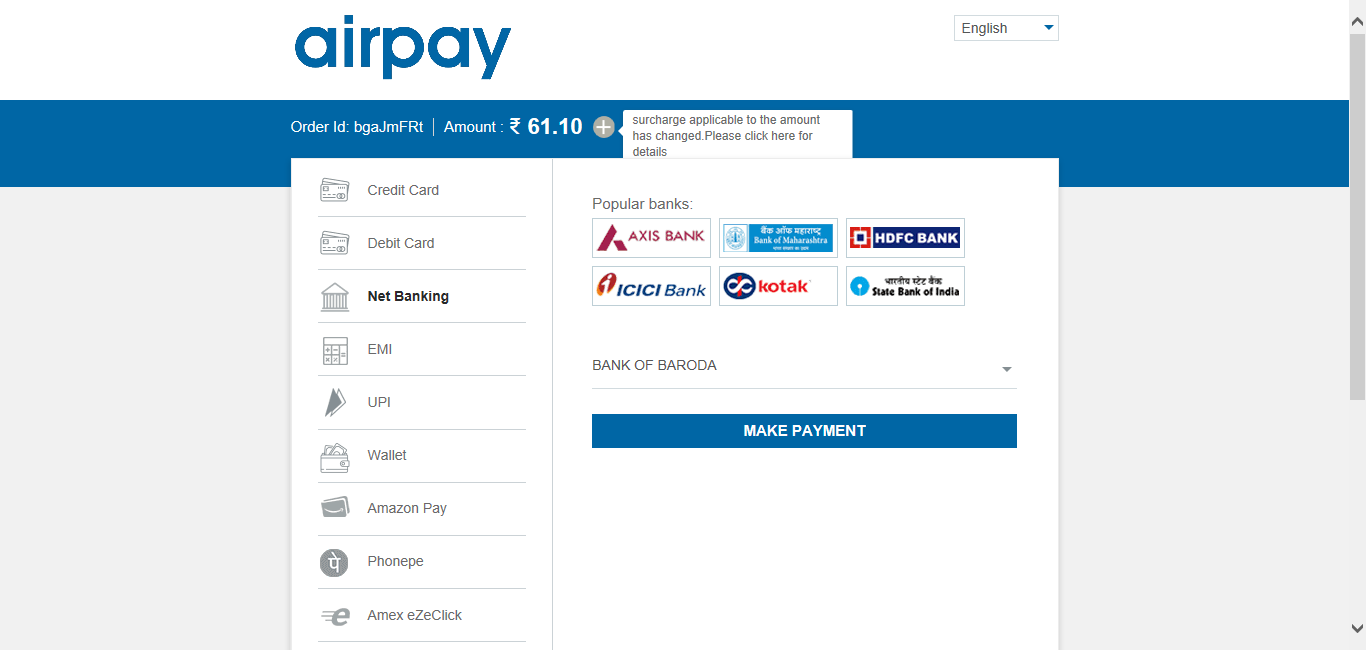 airpay
English
Order Id: bgaJmFRt
Amount : ₹ 61.10
surcharge applicable to the amount
has changed.Please click here for
details
Credit Card
Debit Card
Net Banking
EMI
UPI
Wallet
Amazon Pay
पे
Phonepe
Amex eZeClick
Popular banks:
AXIS BANK
बैंक ऑफ महाराष्ट्र
Bank of Maharashtra
HDFC BANK
ICICI Bank
kotak
भारतीय स्टेट बैंक
State Bank of India
BANK OF BARODA
MAKE PAYMENT